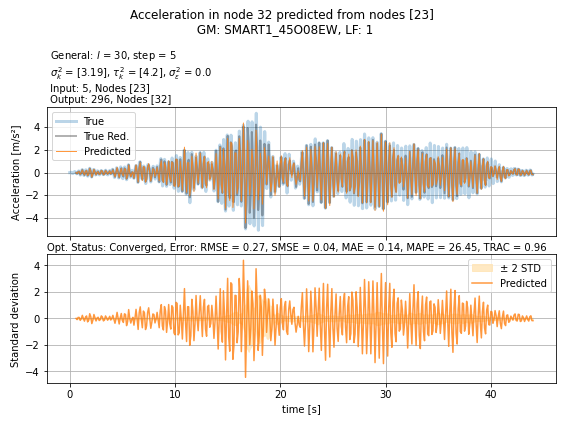 Acceleration in node 32 predicted from nodes [23]
GM: SMART1_45O08EW, LF: 1
General: l = 30, step = 5
σ²ₖ = [3.19], τ²ₖ = [4.2], σ²ε = 0.0
Input: 5, Nodes [23]
Output: 296, Nodes [32]
Acceleration [m/s²]
4
2
0
−2
−4
True
True Red.
Predicted
Opt. Status: Converged, Error: RMSE = 0.27, SMSE = 0.04, MAE = 0.14, MAPE = 26.45, TRAC = 0.96
Standard deviation
4
2
0
−2
−4
± 2 STD
Predicted
0
10
20
30
40
time [s]